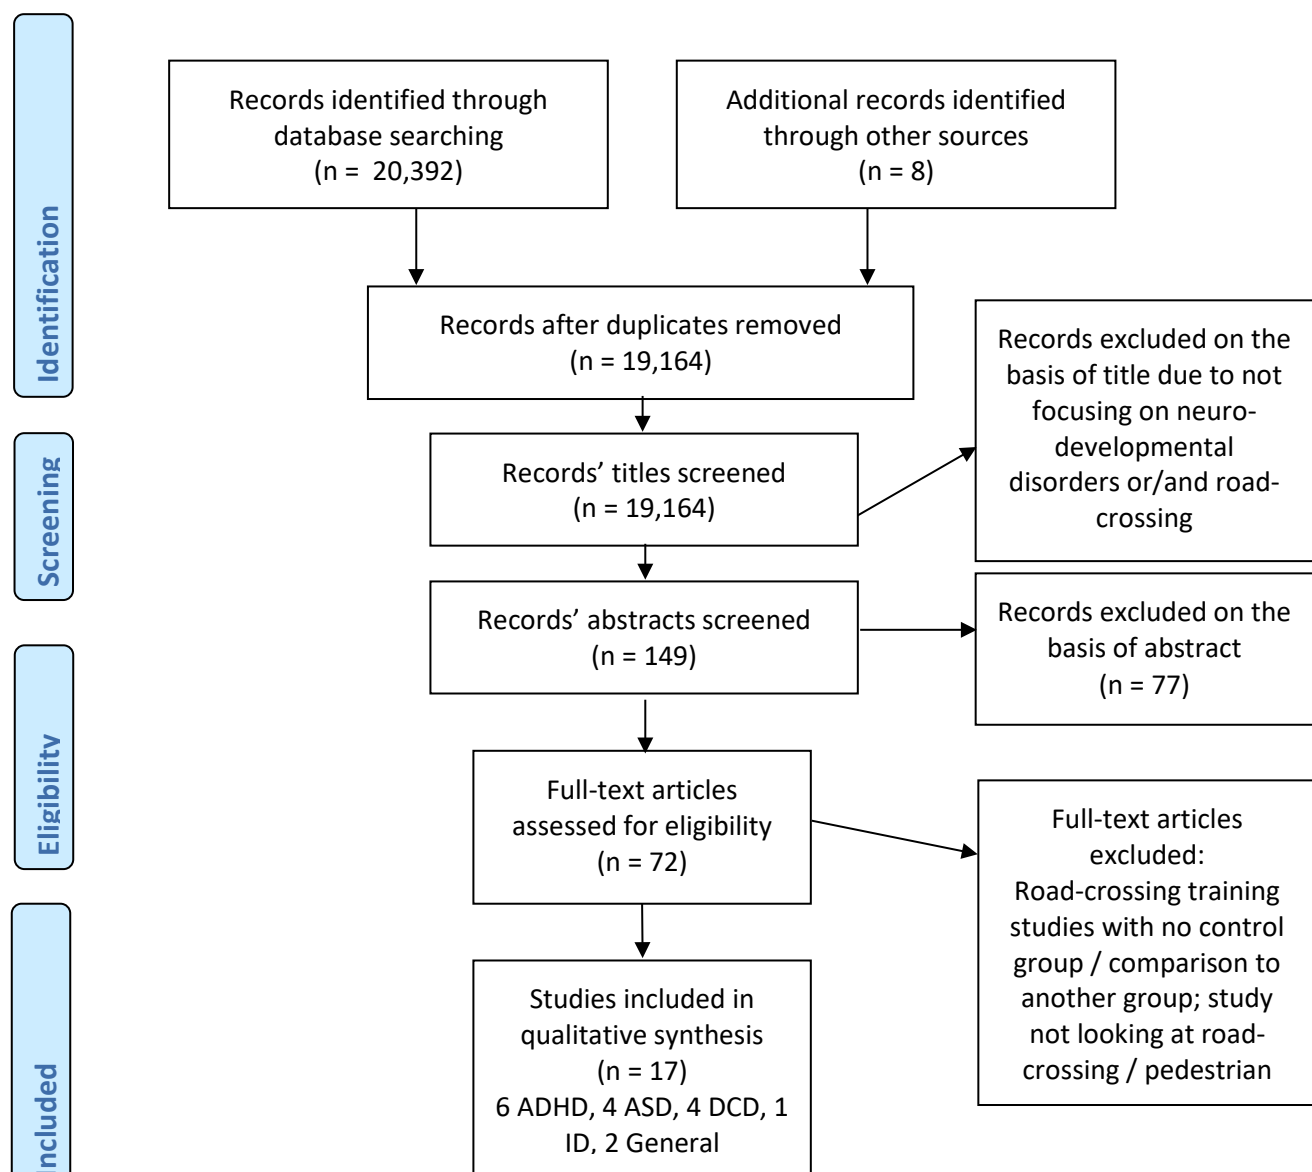 Identification
Records identified through
database searching
(n = 20,392)
Additional records identified
through other sources
(n = 8)
Records after duplicates removed
(n = 19,164)
Screening
Records' titles screened
(n = 19,164)
Records excluded on the
basis of title due to not
focusing on neuro-
developmental
disorders or/and road-
crossing
Records' abstracts screened
(n = 149)
Records excluded on the
basis of abstract
(n = 77)
Eligibility
Full-text articles
assessed for eligibility
(n = 72)
Full-text articles
excluded:
Road-crossing training
studies with no control
group / comparison to
another group; study
not looking at road-
crossing / pedestrian
Included
Studies included in
qualitative synthesis
(n = 17)
6 ADHD, 4 ASD, 4 DCD, 1
ID, 2 General